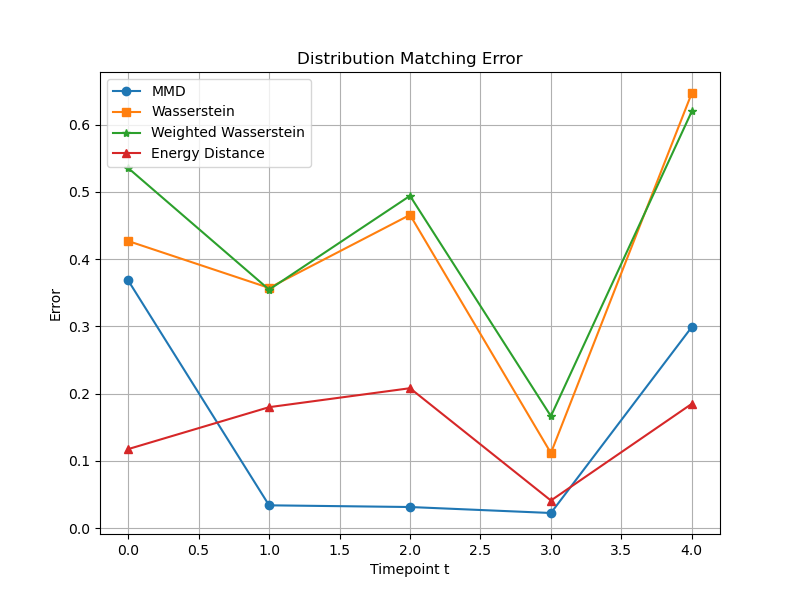 Distribution Matching Error
MMD
Wasserstein
Weighted Wasserstein
Energy Distance
Error
0.6
0.5
0.4
0.3
0.2
0.1
0.0
0.0 0.5 1.0 1.5 2.0 2.5 3.0 3.5 4.0
Timepoint t